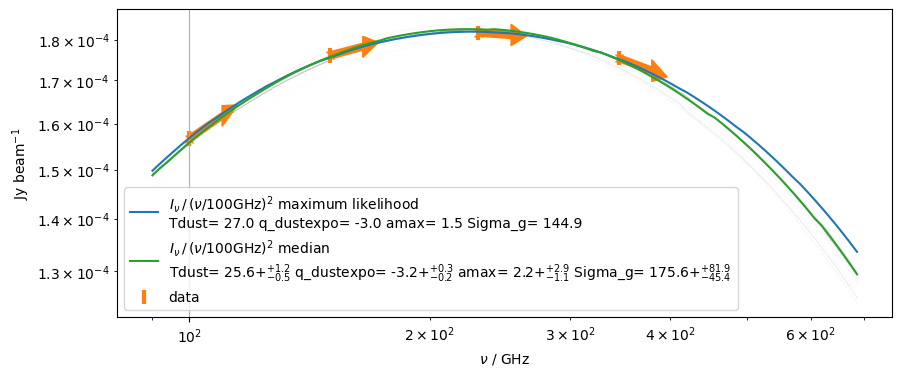 1.8 × 10⁻⁴
1.7 × 10⁻⁴
1.6 × 10⁻⁴
1.5 × 10⁻⁴
1.4 × 10⁻⁴
1.3 × 10⁻⁴
Jy beam⁻¹
I_ν / (ν/100GHz)² maximum likelihood
Tdust= 27.0 q_dustexpo= -3.0 amax= 1.5 Sigma_g= 144.9
I_ν / (ν/100GHz)² median
Tdust= 25.6+^{+1.2}_{−0.5} q_dustexpo= -3.2+^{+0.3}_{−0.2} amax= 2.2+^{+2.9}_{−1.1} Sigma_g= 175.6+^{+81.9}_{−45.4}
data
10² 2 × 10² 3 × 10² 4 × 10² 6 × 10²
ν / GHz